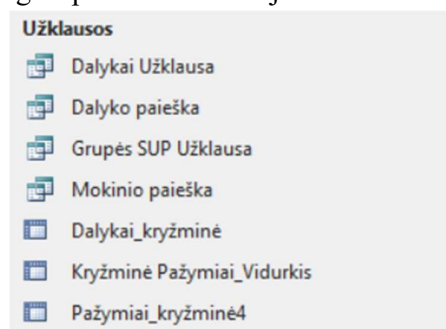 Užklausos
Dalykai Užklausa
Dalyko paieška
Grupės SUP Užklausa
Mokinio paieška
Dalykai_kryžminė
Kryžminė Pažymiai_Vidurkis
Pažymiai_kryžminė4